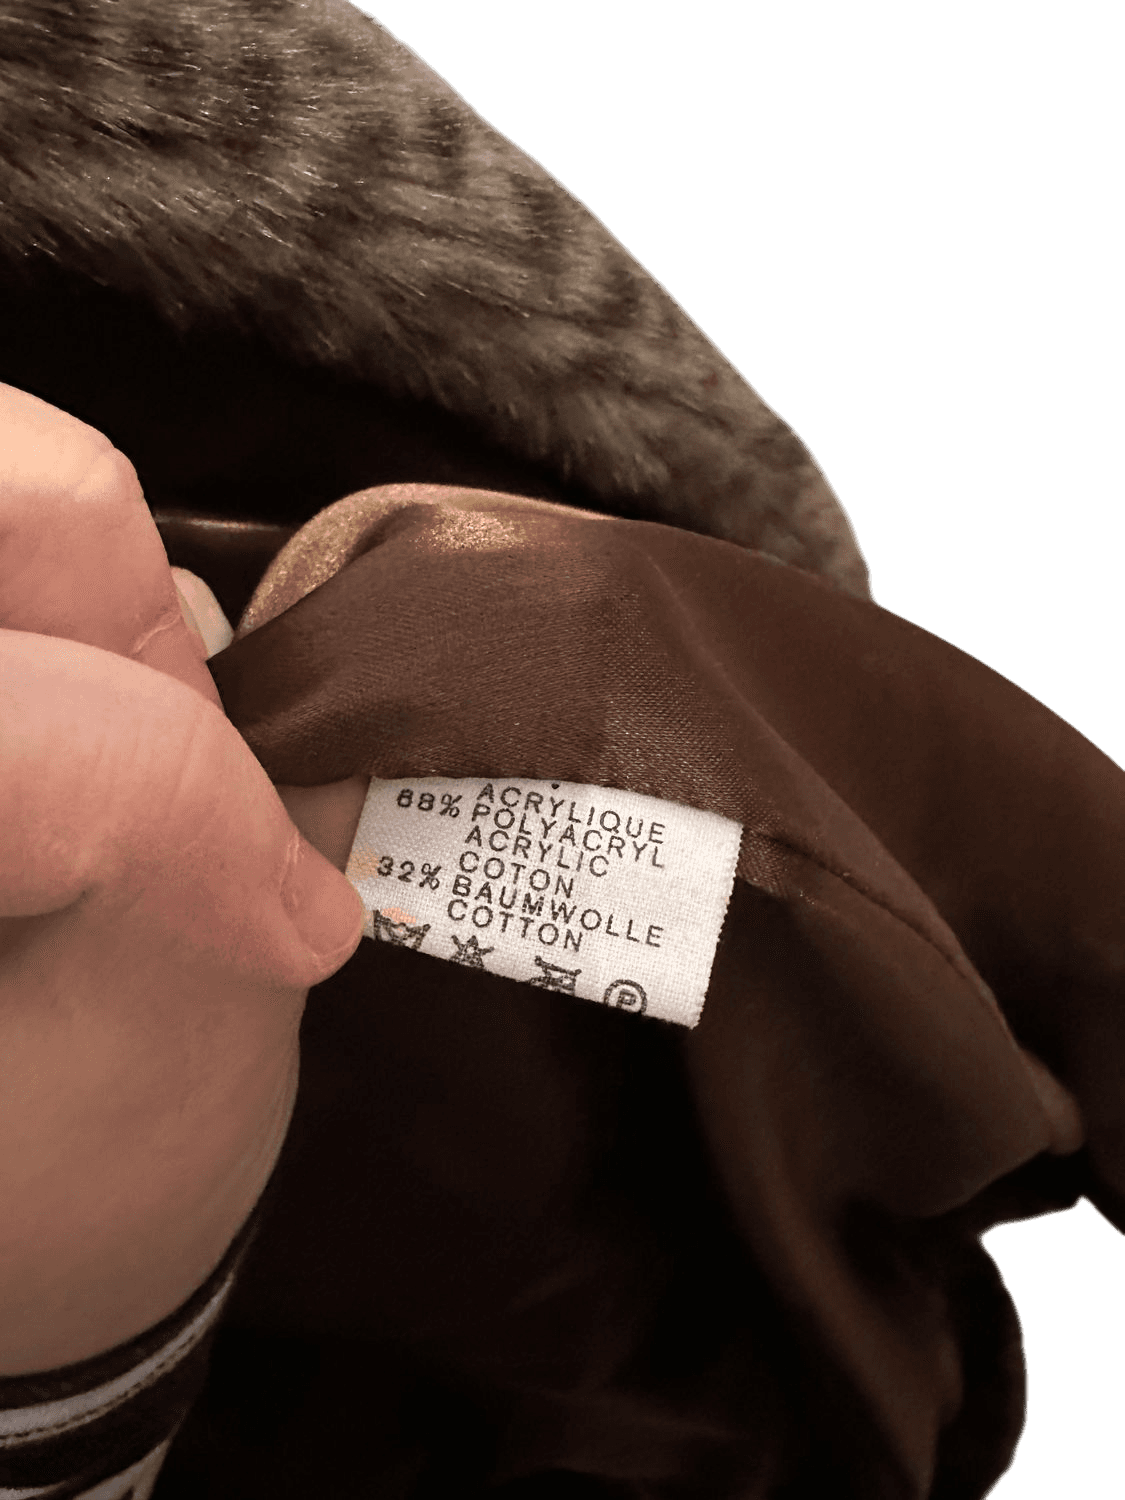 68% ACRYLIQUE
POLYACRYL
ACRYLIC
32% COTON
BAUMWOLLE
COTTON
P